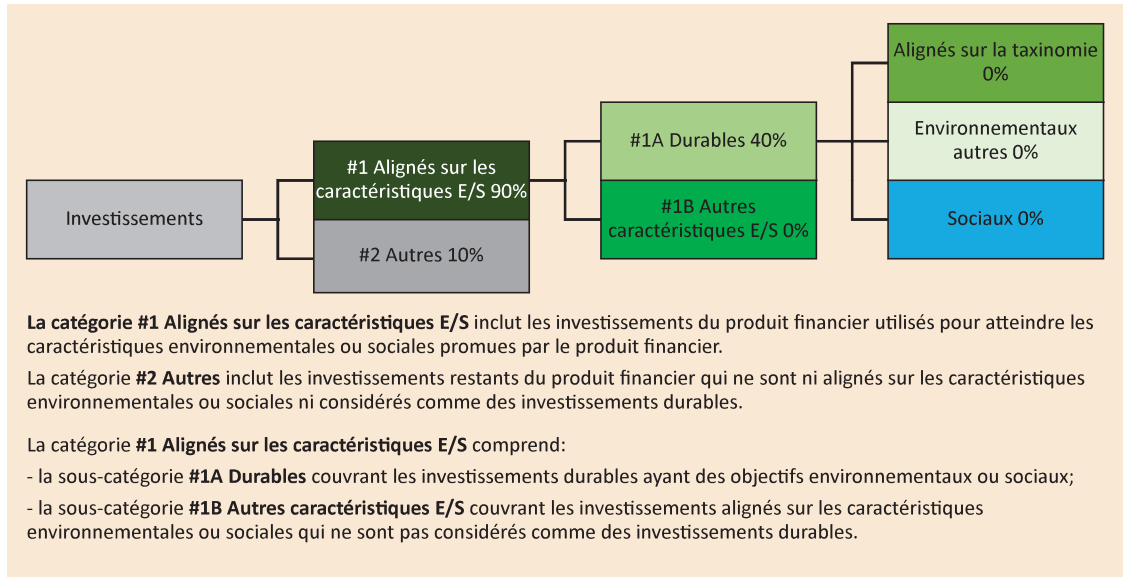 Investissements
#1 Alignés sur les
caractéristiques E/S 90%
#2 Autres 10%
#1A Durables 40%
#1B Autres
caractéristiques E/S 0%
Alignés sur la taxinomie
0%
Environnementaux
autres 0%
Sociaux 0%
La catégorie #1 Alignés sur les caractéristiques E/S inclut les investissements du produit financier utilisés pour atteindre les
caractéristiques environnementales ou sociales promues par le produit financier.
La catégorie #2 Autres inclut les investissements restants du produit financier qui ne sont ni alignés sur les caractéristiques
environnementales ou sociales ni considérés comme des investissements durables.
La catégorie #1 Alignés sur les caractéristiques E/S comprend:
- la sous-catégorie #1A Durables couvrant les investissements durables ayant des objectifs environnementaux ou sociaux;
- la sous-catégorie #1B Autres caractéristiques E/S couvrant les investissements alignés sur les caractéristiques
environnementales ou sociales qui ne sont pas considérés comme des investissements durables.